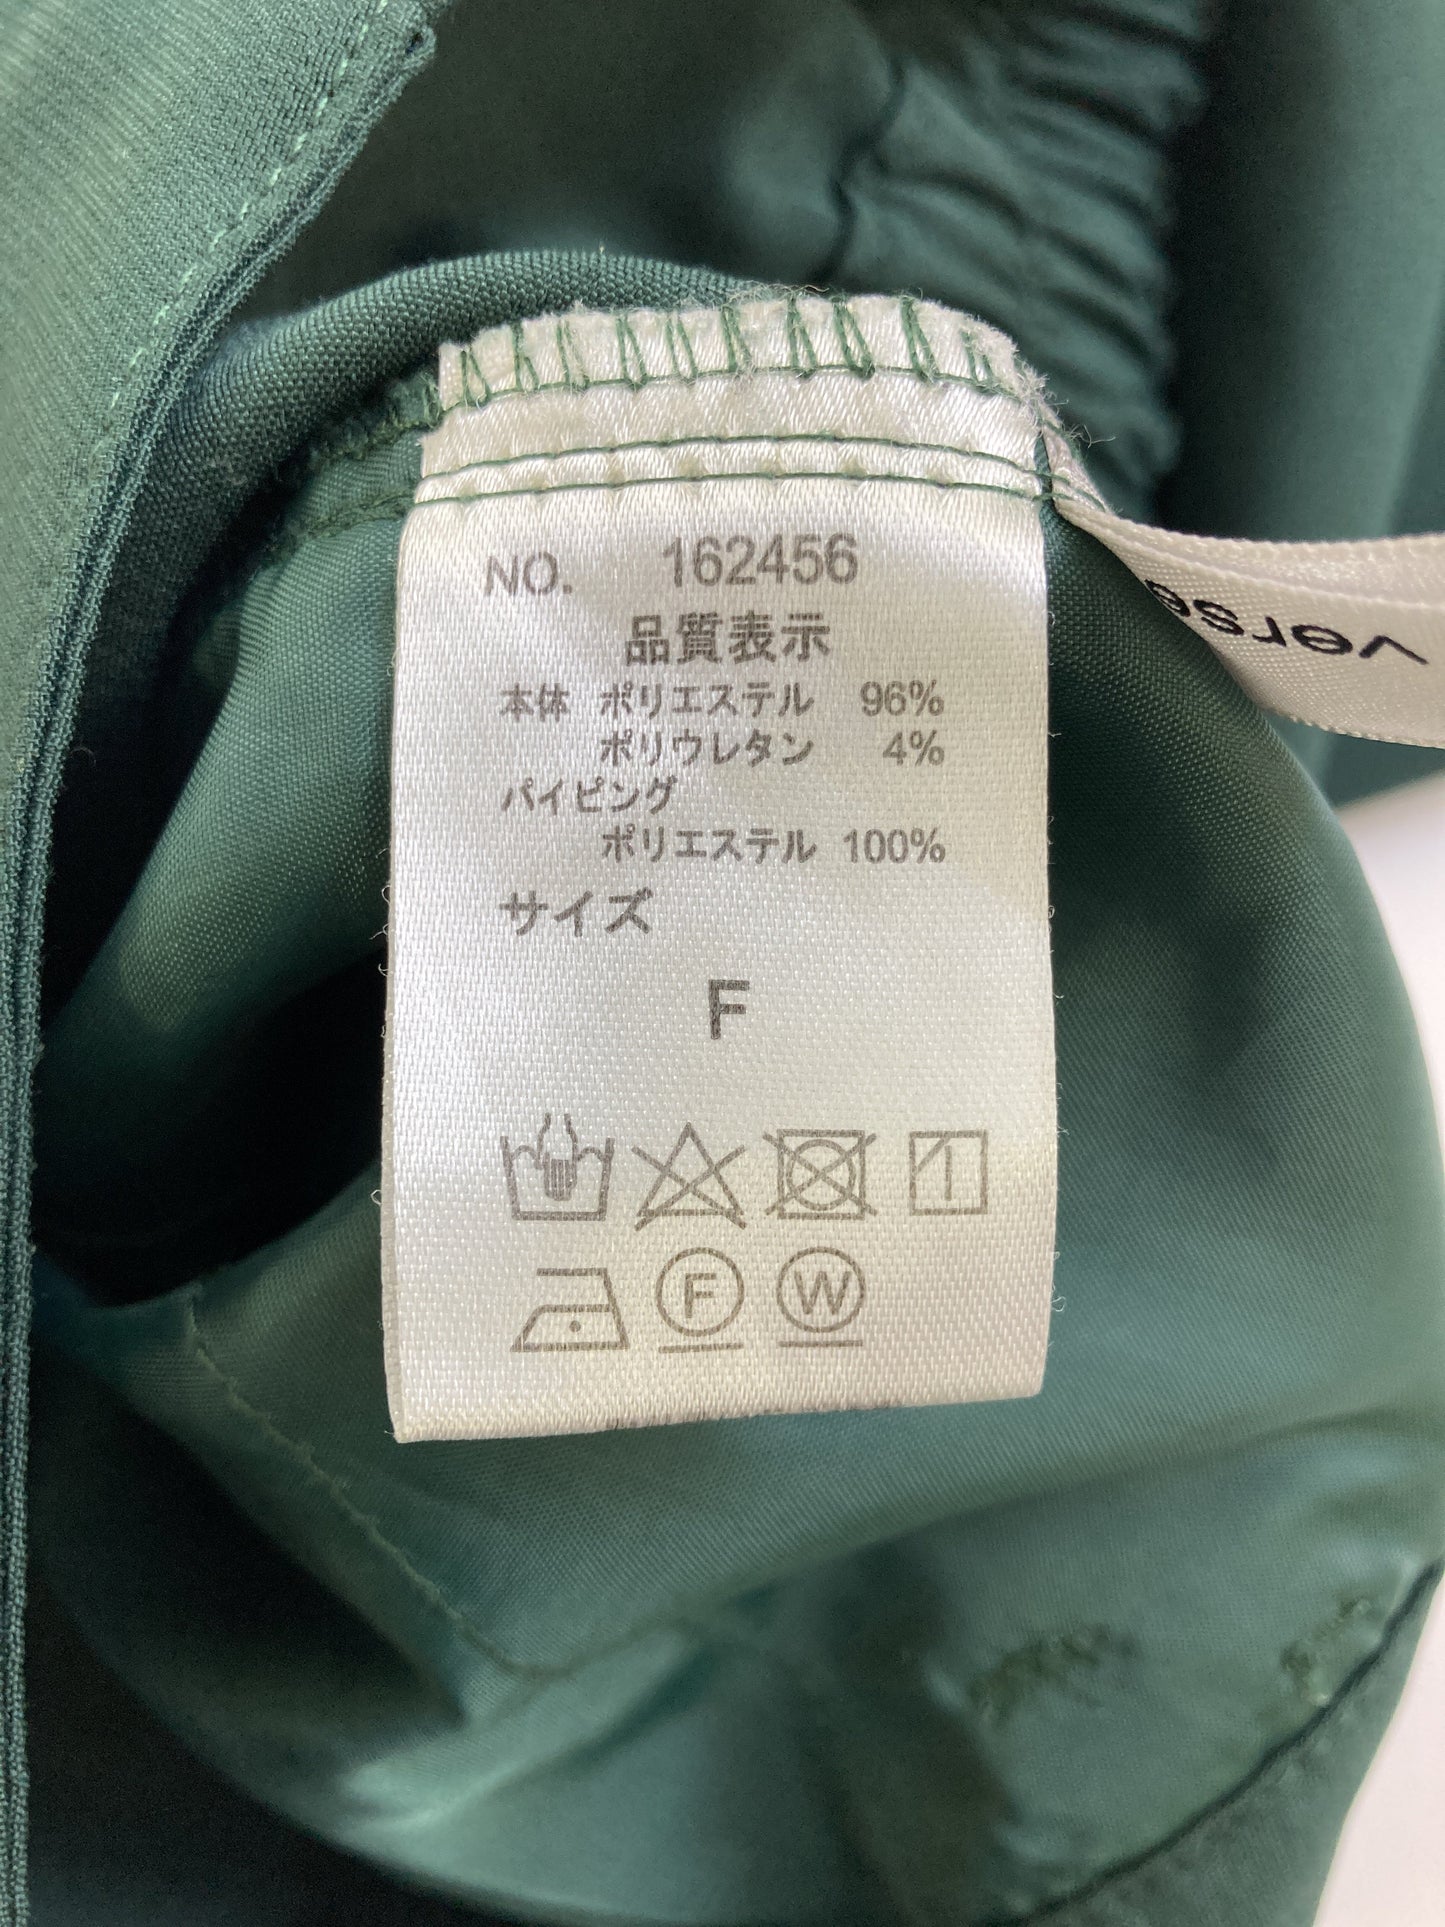 NO. 162456
品質表示
本体 ポリエステル 96%
ポリウレタン 4%
パイピング
ポリエステル 100%
サイズ
F
F W